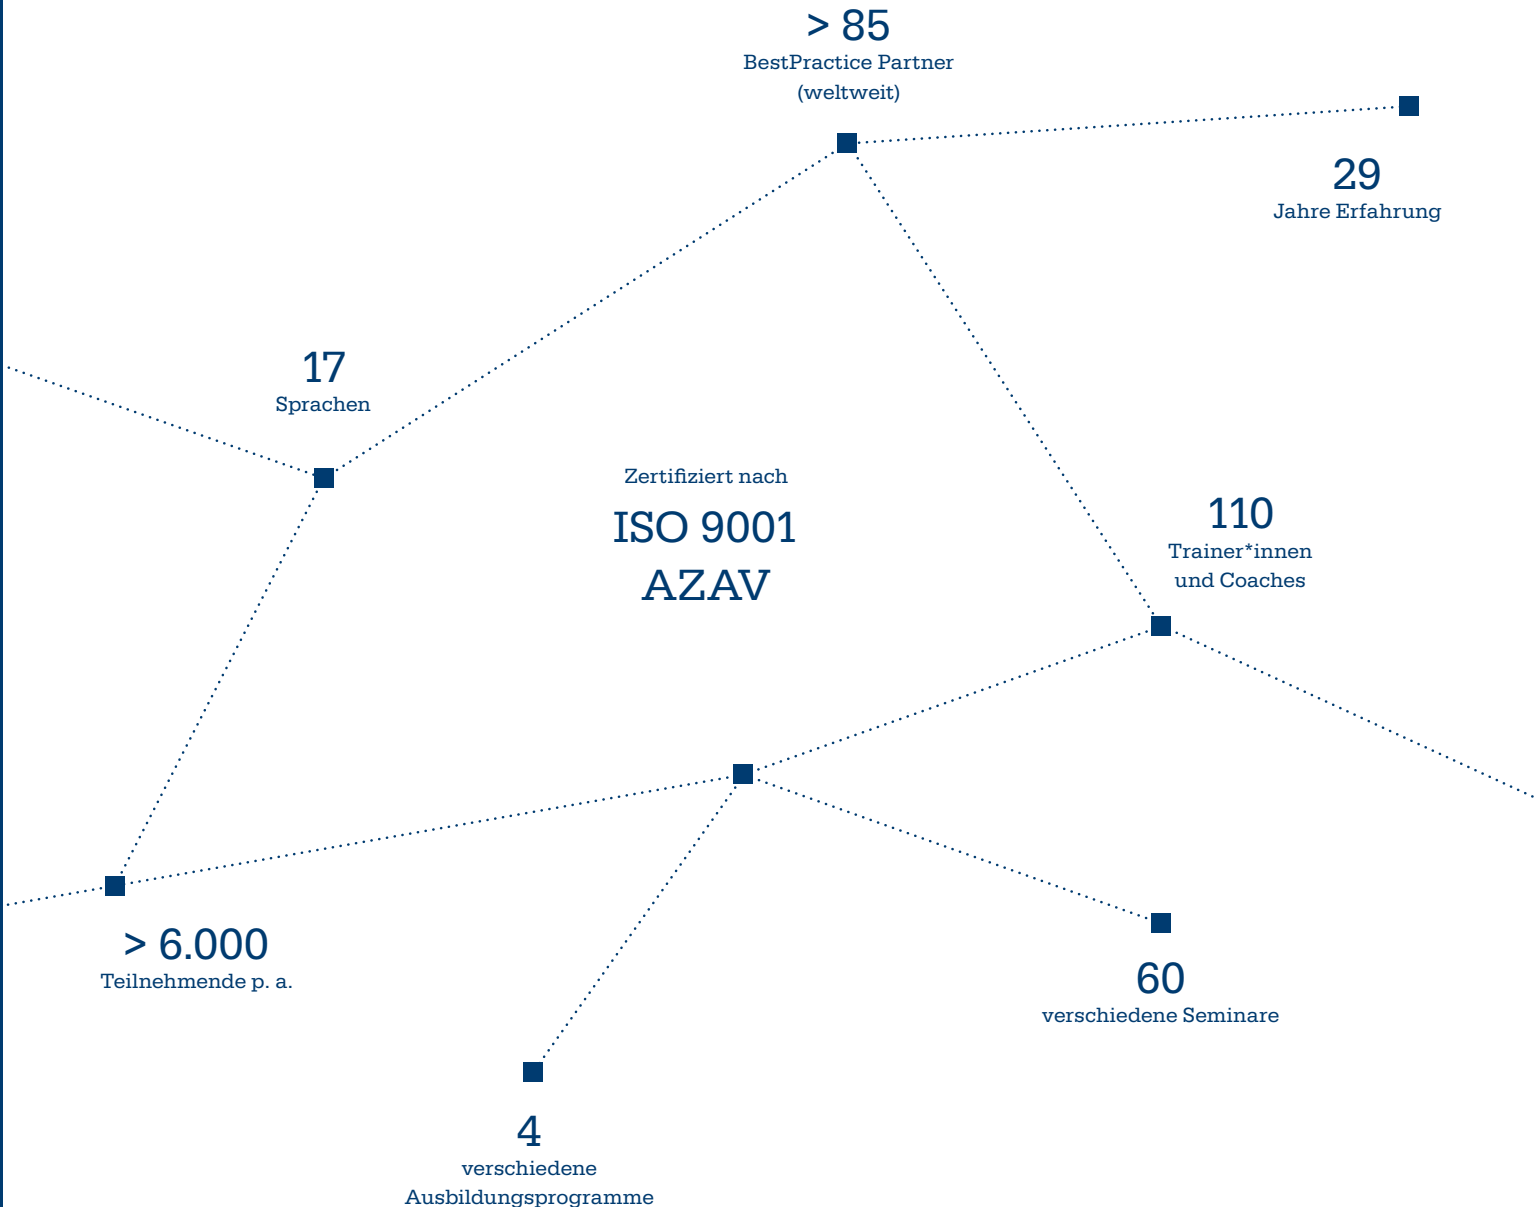 > 85
BestPractice Partner
(weltweit)
29
Jahre Erfahrung
17
Sprachen
Zertifiziert nach
ISO 9001
AZAV
110
Trainer*innen
und Coaches
> 6.000
Teilnehmende p. a.
60
verschiedene Seminare
4
verschiedene
Ausbildungsprogramme